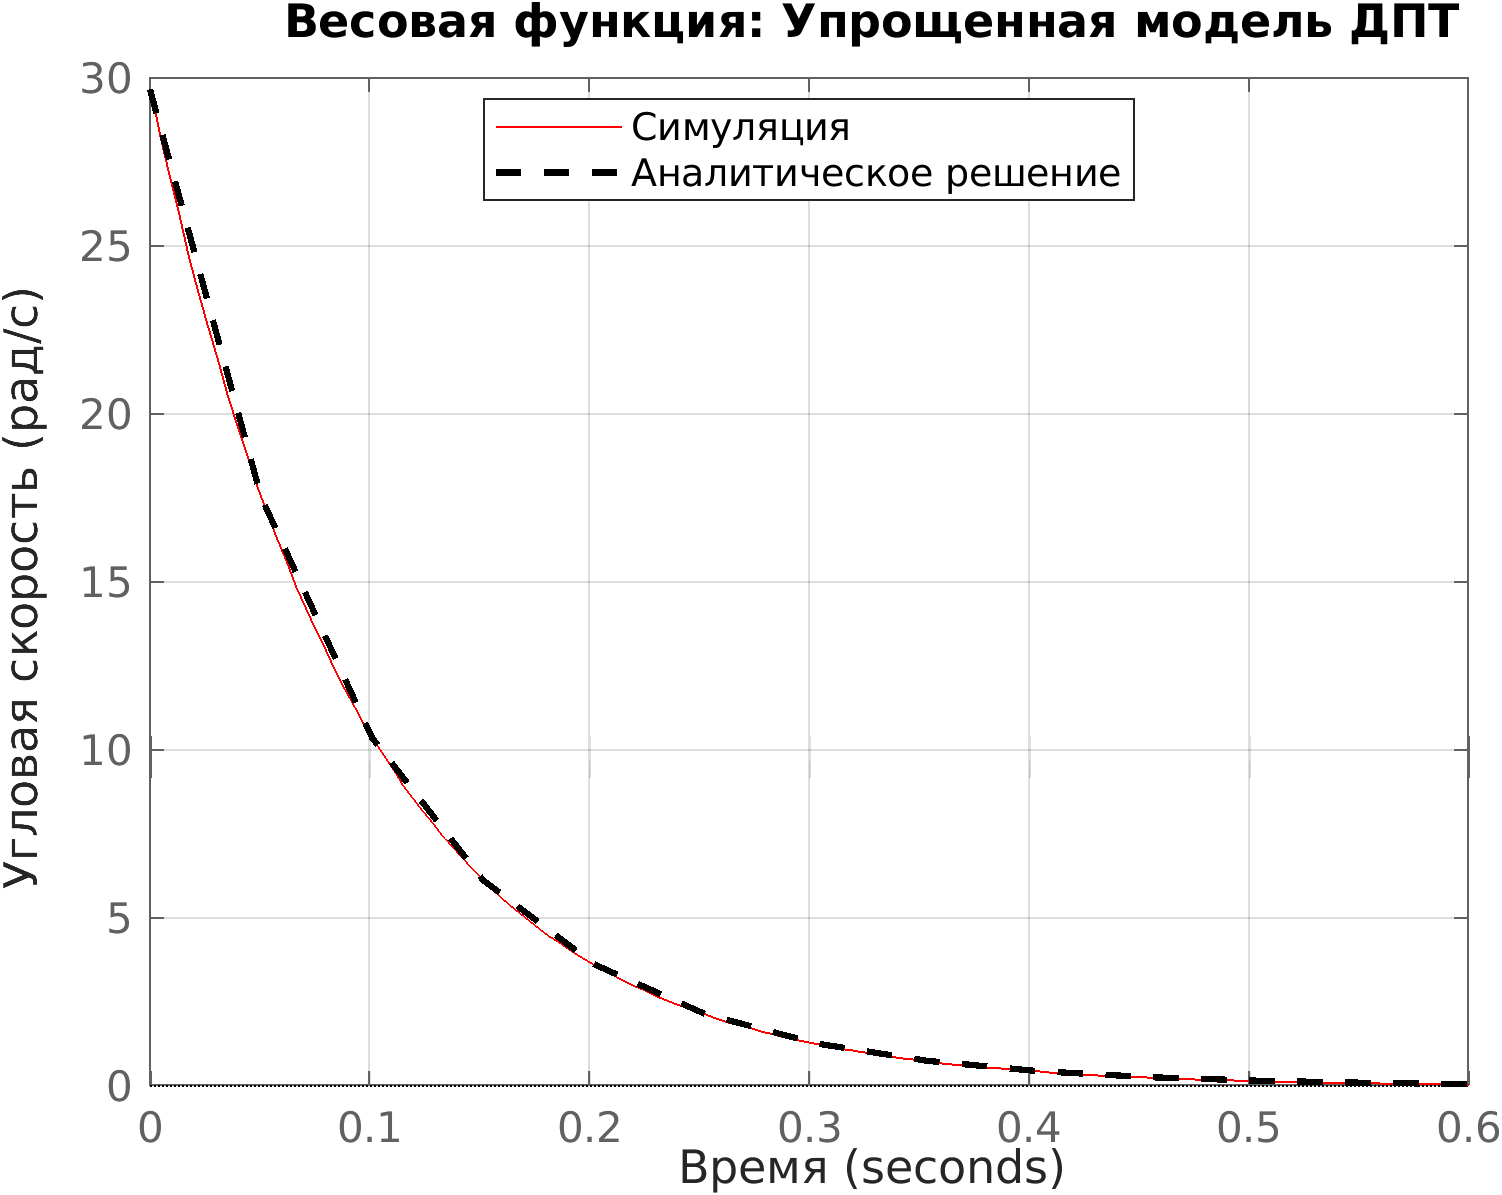 Весовая функция: Упрощенная модель ДПТ
Симуляция
Аналитическое решение
Угловая скорость (рад/с)
30
25
20
15
10
5
0
0 0.1 0.2 0.3 0.4 0.5 0.6
Время (seconds)